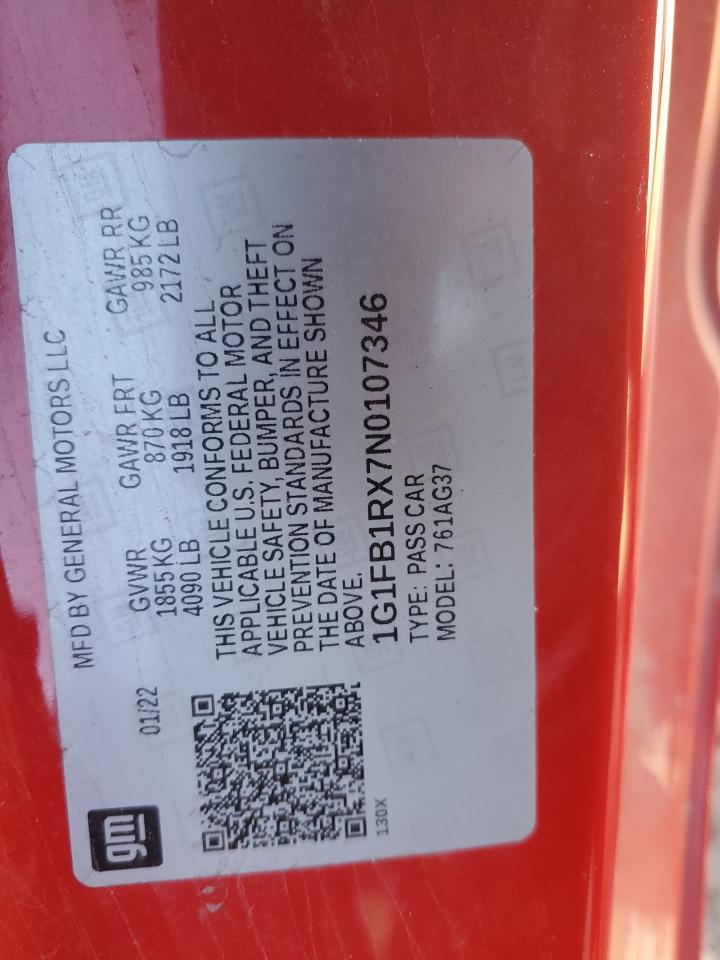 gm
MFD BY GENERAL MOTORS LLC
01/22
GVWR GAWR FRT GAWR RR
1855 KG 870 KG 985 KG
4090 LB 1918 LB 2172 LB
THIS VEHICLE CONFORMS TO ALL
APPLICABLE U.S. FEDERAL MOTOR
VEHICLE SAFETY, BUMPER, AND THEFT
PREVENTION STANDARDS IN EFFECT ON
THE DATE OF MANUFACTURE SHOWN
ABOVE.
1G1FB1RX7N0107346
TYPE: PASS CAR
MODEL: 761AG37
130X